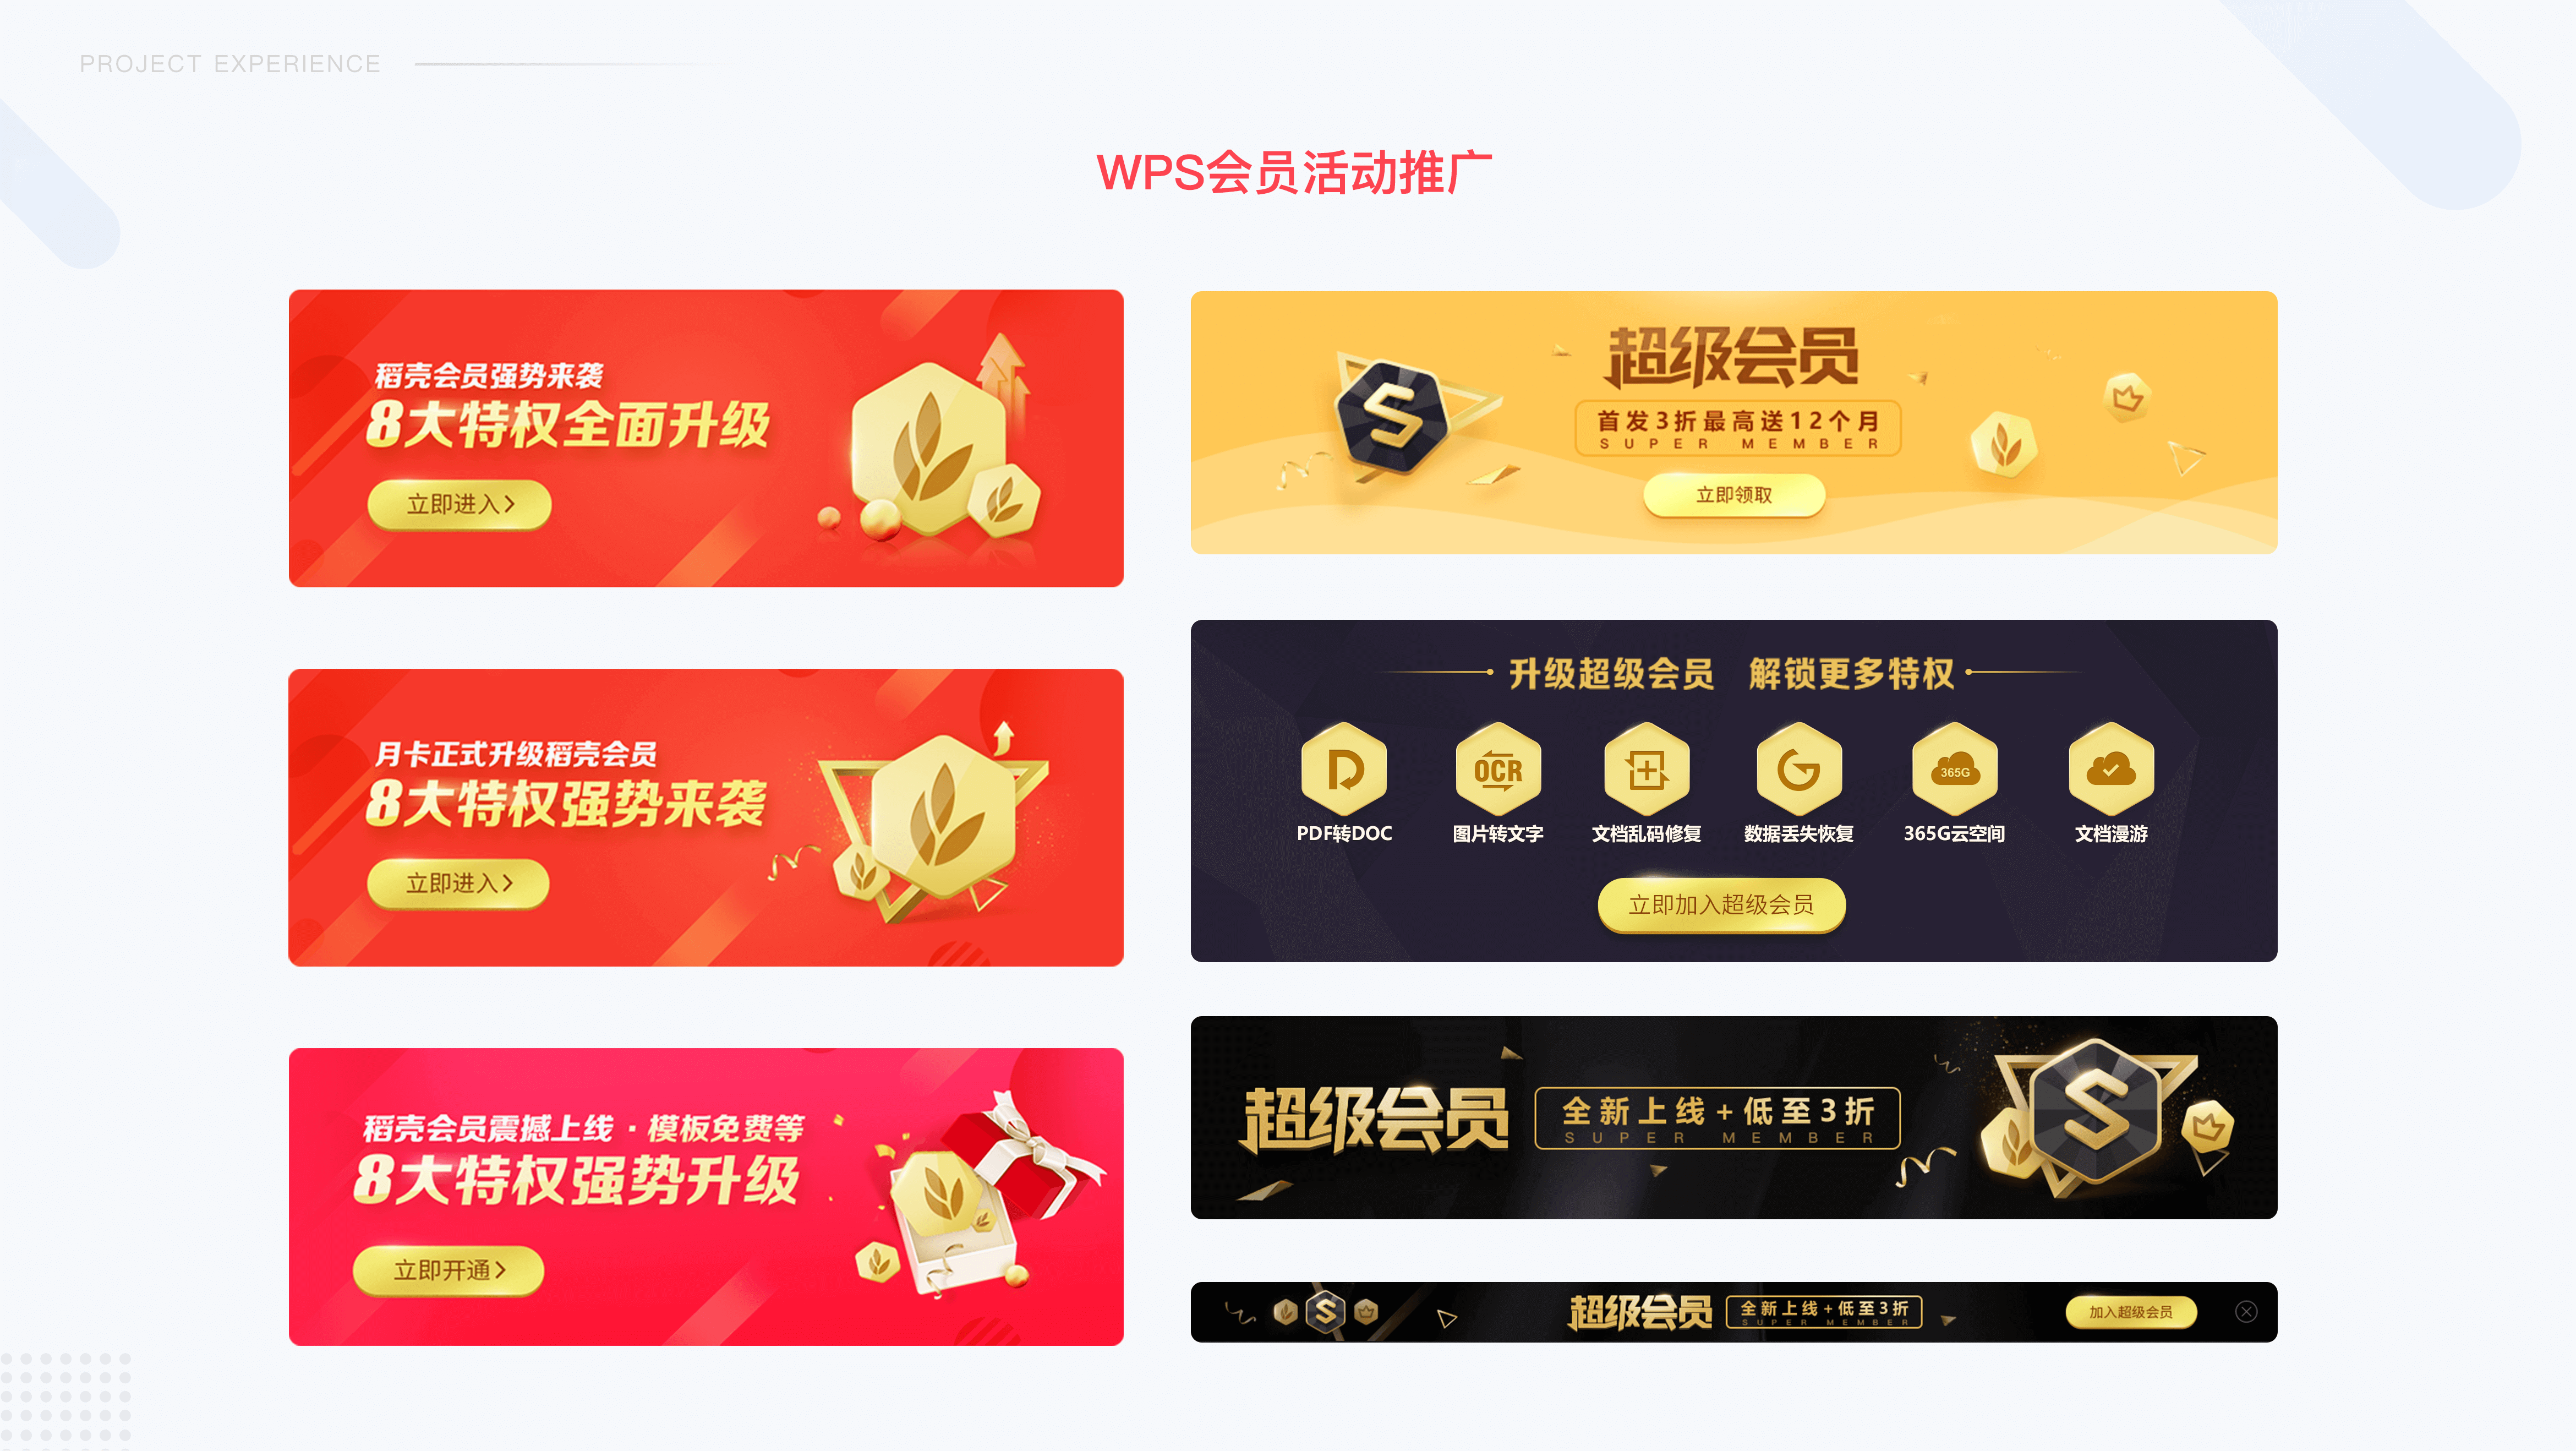 PROJECT EXPERIENCE
WPS会员活动推广
稻壳会员强势来袭
8大特权全面升级
立即进入
月卡正式升级稻壳会员
8大特权强势来袭
立即进入
稻壳会员震撼上线·模板免费等
8大特权强势升级
立即开通
S
超级会员
首发3折最高送12个月
SUPER MEMBER
立即领取
升级超级会员 解锁更多特权
OCR
365G
PDF转DOC 图片转文字 文档乱码修复 数据丢失恢复 365G云空间 文档漫游
立即加入超级会员
超级会员
全新上线+低至3折
SUPER MEMBER
S
S
超级会员
全新上线+低至3折
SUPER MEMBER
加入超级会员